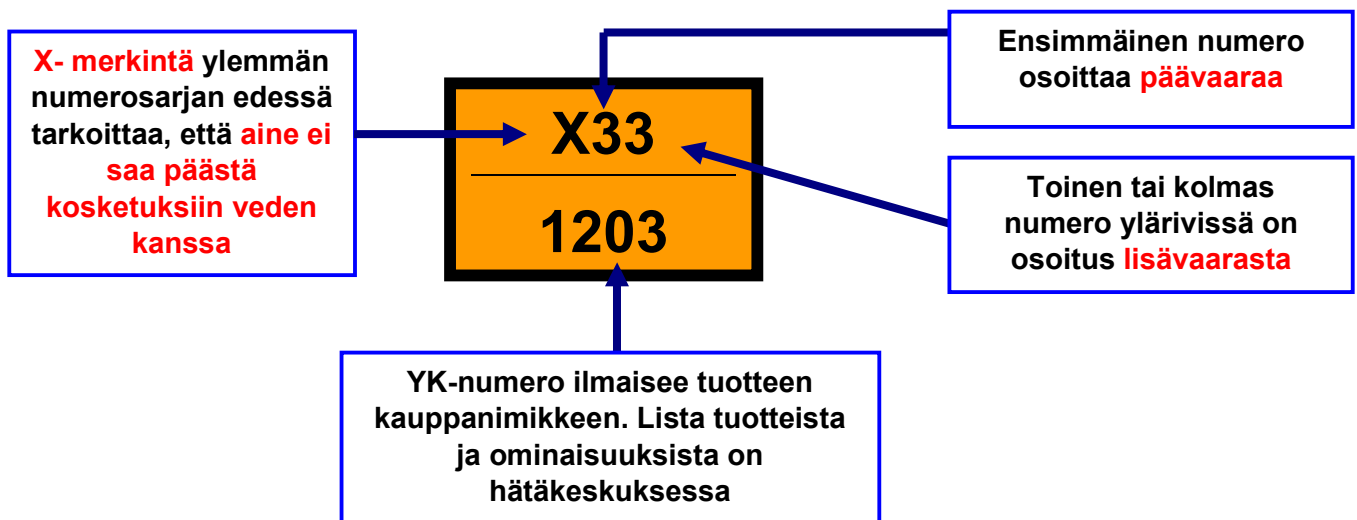 X- merkintä ylemmän
numerosarjan edessä
tarkoittaa, että aine ei
saa päästä
kosketuksiin veden
kanssa
X33
1203
Ensimmäinen numero
osoittaa päävaaraa
Toinen tai kolmas
numero ylärivissä on
osoitus lisävaarasta
YK-numero ilmaisee tuotteen
kauppanimikkeen. Lista tuotteista
ja ominaisuuksista on
hätäkeskuksessa